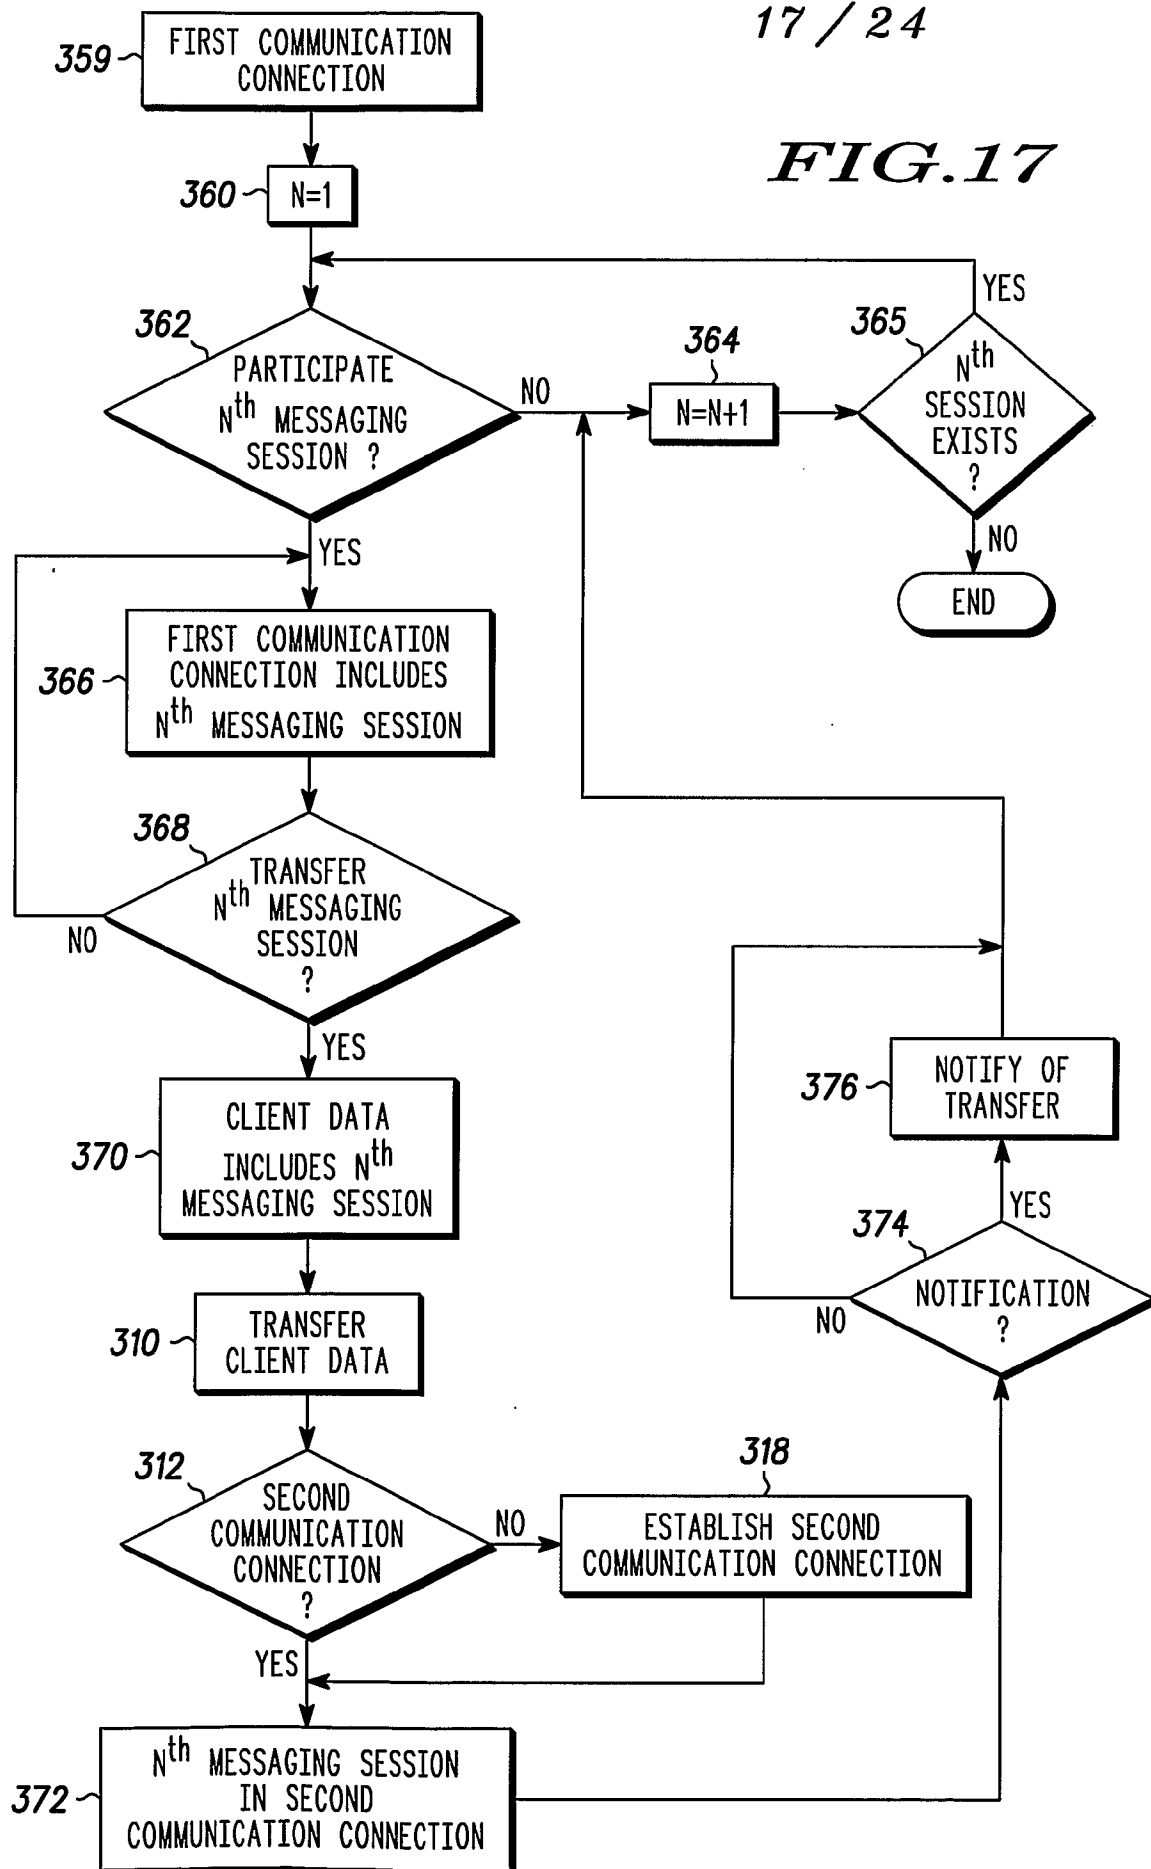 17/24
FIG.17
359
FIRST COMMUNICATION
CONNECTION
360
N=1
362
PARTICIPATE
Nth MESSAGING
SESSION ?
NO
YES
364
N=N+1
365
Nth
SESSION
EXISTS
?
YES
NO
END
366
FIRST COMMUNICATION
CONNECTION INCLUDES
Nth MESSAGING SESSION
368
TRANSFER
Nth MESSAGING
SESSION
?
NO
YES
370
CLIENT DATA
INCLUDES Nth
MESSAGING SESSION
310
TRANSFER
CLIENT DATA
312
SECOND
COMMUNICATION
CONNECTION
?
NO
YES
318
ESTABLISH SECOND
COMMUNICATION CONNECTION
372
Nth MESSAGING SESSION
IN SECOND
COMMUNICATION CONNECTION
374
NOTIFICATION
?
NO
YES
376
NOTIFY OF
TRANSFER